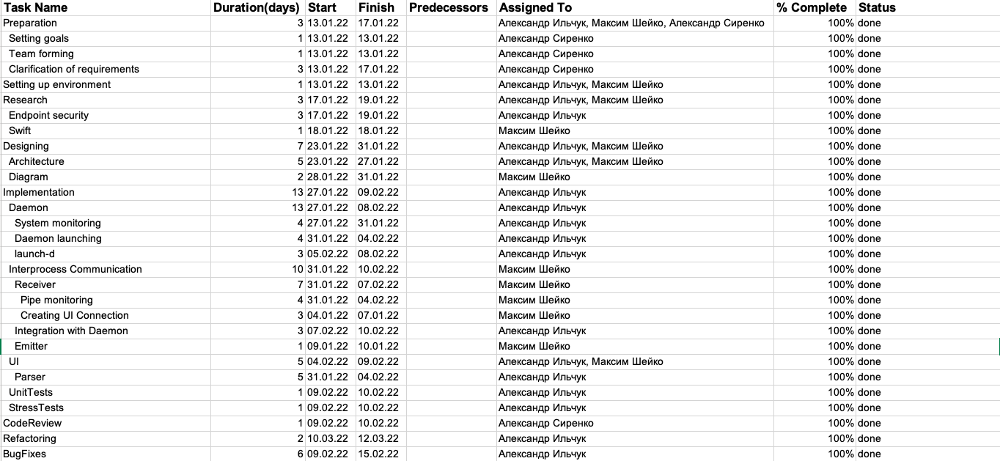 Task Name Duration(days) Start Finish Predecessors Assigned To % Complete Status
Preparation 3 13.01.22 17.01.22 Александр Ильчук, Максим Шейко, Александр Сиренко 100% done
Setting goals 1 13.01.22 13.01.22 Александр Сиренко 100% done
Team forming 1 13.01.22 13.01.22 Александр Сиренко 100% done
Clarification of requirements 3 13.01.22 17.01.22 Александр Сиренко 100% done
Setting up environment 1 13.01.22 13.01.22 Александр Ильчук, Максим Шейко 100% done
Research 3 17.01.22 19.01.22 Александр Ильчук, Максим Шейко 100% done
Endpoint security 3 17.01.22 19.01.22 Александр Ильчук 100% done
Swift 1 18.01.22 18.01.22 Максим Шейко 100% done
Designing 7 23.01.22 31.01.22 Александр Ильчук, Максим Шейко 100% done
Architecture 5 23.01.22 27.01.22 Александр Ильчук, Максим Шейко 100% done
Diagram 2 28.01.22 31.01.22 Максим Шейко 100% done
Implementation 13 27.01.22 09.02.22 Александр Ильчук 100% done
Daemon 13 27.01.22 08.02.22 Александр Ильчук 100% done
System monitoring 4 27.01.22 31.01.22 Александр Ильчук 100% done
Daemon launching 4 31.01.22 04.02.22 Александр Ильчук 100% done
launch-d 3 05.02.22 08.02.22 Александр Ильчук 100% done
Interprocess Communication 10 31.01.22 10.02.22 Максим Шейко 100% done
Receiver 7 31.01.22 07.02.22 Максим Шейко 100% done
Pipe monitoring 4 31.01.22 04.02.22 Максим Шейко 100% done
Creating UI Connection 3 04.01.22 07.01.22 Максим Шейко 100% done
Integration with Daemon 3 07.02.22 10.02.22 Александр Ильчук 100% done
Emitter 1 09.01.22 10.01.22 Максим Шейко 100% done
UI 5 04.02.22 09.02.22 Александр Ильчук, Максим Шейко 100% done
Parser 5 31.01.22 04.02.22 Александр Ильчук 100% done
UnitTests 1 09.02.22 10.02.22 Александр Ильчук 100% done
StressTests 1 09.02.22 10.02.22 Александр Ильчук 100% done
CodeReview 1 09.02.22 10.02.22 Александр Сиренко 100% done
Refactoring 2 10.03.22 12.03.22 Александр Ильчук 100% done
BugFixes 6 09.02.22 15.02.22 Александр Ильчук 100% done